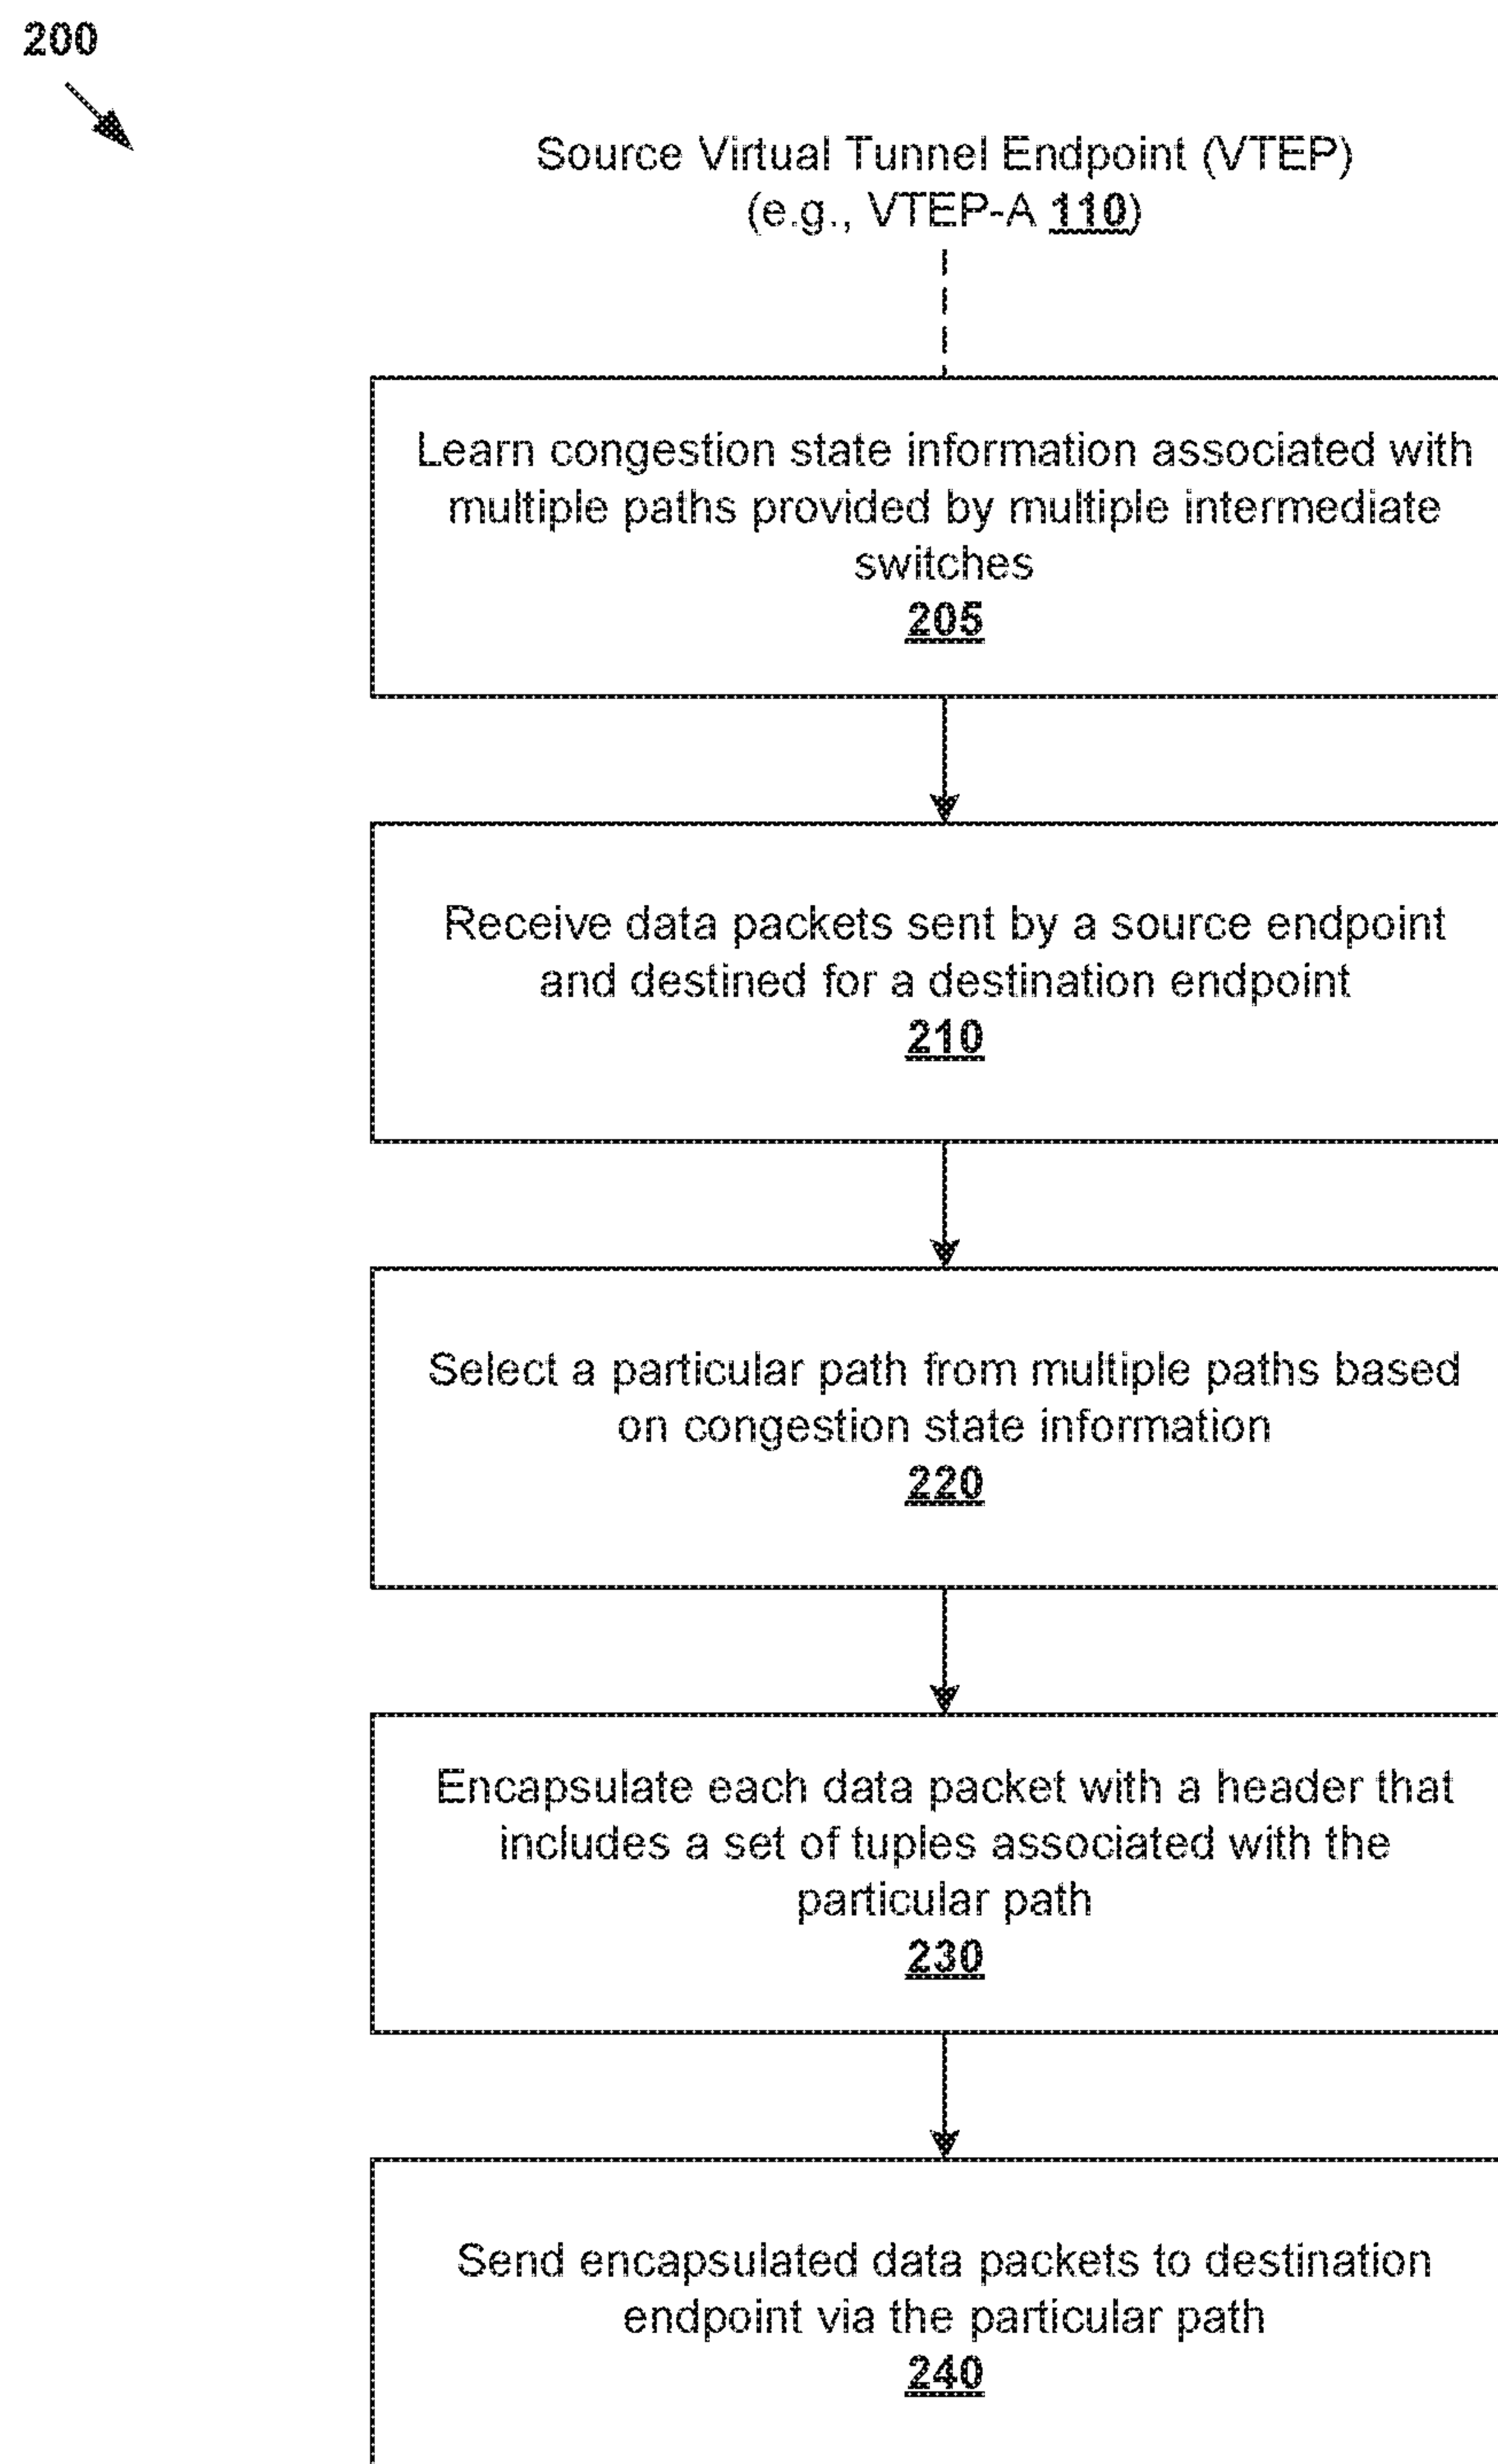 200
Source Virtual Tunnel Endpoint (VTEP)
(e.g., VTEP-A 110)
Learn congestion state information associated with
multiple paths provided by multiple intermediate
switches
205
Receive data packets sent by a source endpoint
and destined for a destination endpoint
210
Select a particular path from multiple paths based
on congestion state information
220
Encapsulate each data packet with a header that
includes a set of tuples associated with the
particular path
230
Send encapsulated data packets to destination
endpoint via the particular path
240